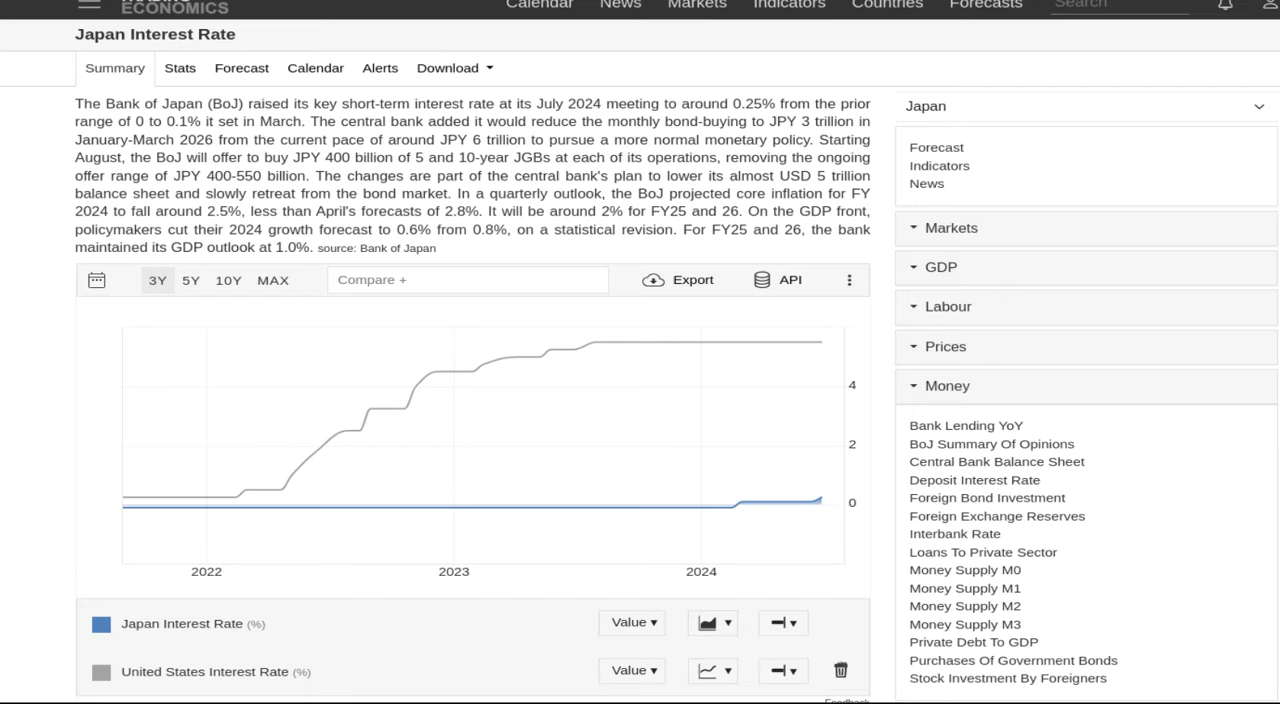 TRADING
ECONOMICS
Calendar News Markets Indicators Countries Forecasts Search
Japan Interest Rate
Summary Stats Forecast Calendar Alerts Download
The Bank of Japan (BoJ) raised its key short-term interest rate at its July 2024 meeting to around 0.25% from the prior
range of 0 to 0.1% it set in March. The central bank added it would reduce the monthly bond-buying to JPY 3 trillion in
January-March 2026 from the current pace of around JPY 6 trillion to pursue a more normal monetary policy. Starting
August, the BoJ will offer to buy JPY 400 billion of 5 and 10-year JGBs at each of its operations, removing the ongoing
offer range of JPY 400-550 billion. The changes are part of the central bank's plan to lower its almost USD 5 trillion
balance sheet and slowly retreat from the bond market. In a quarterly outlook, the BoJ projected core inflation for FY
2024 to fall around 2.5%, less than April's forecasts of 2.8%. It will be around 2% for FY25 and 26. On the GDP front,
policymakers cut their 2024 growth forecast to 0.6% from 0.8%, on a statistical revision. For FY25 and 26, the bank
maintained its GDP outlook at 1.0%. source: Bank of Japan
3Y 5Y 10Y MAX Compare + Export API
4
2
0
2022 2023 2024
Japan Interest Rate (%) Value
United States Interest Rate (%) Value
Feedback
Japan
Forecast
Indicators
News
Markets
GDP
Labour
Prices
Money
Bank Lending YoY
BoJ Summary Of Opinions
Central Bank Balance Sheet
Deposit Interest Rate
Foreign Bond Investment
Foreign Exchange Reserves
Interbank Rate
Loans To Private Sector
Money Supply M0
Money Supply M1
Money Supply M2
Money Supply M3
Private Debt To GDP
Purchases Of Government Bonds
Stock Investment By Foreigners